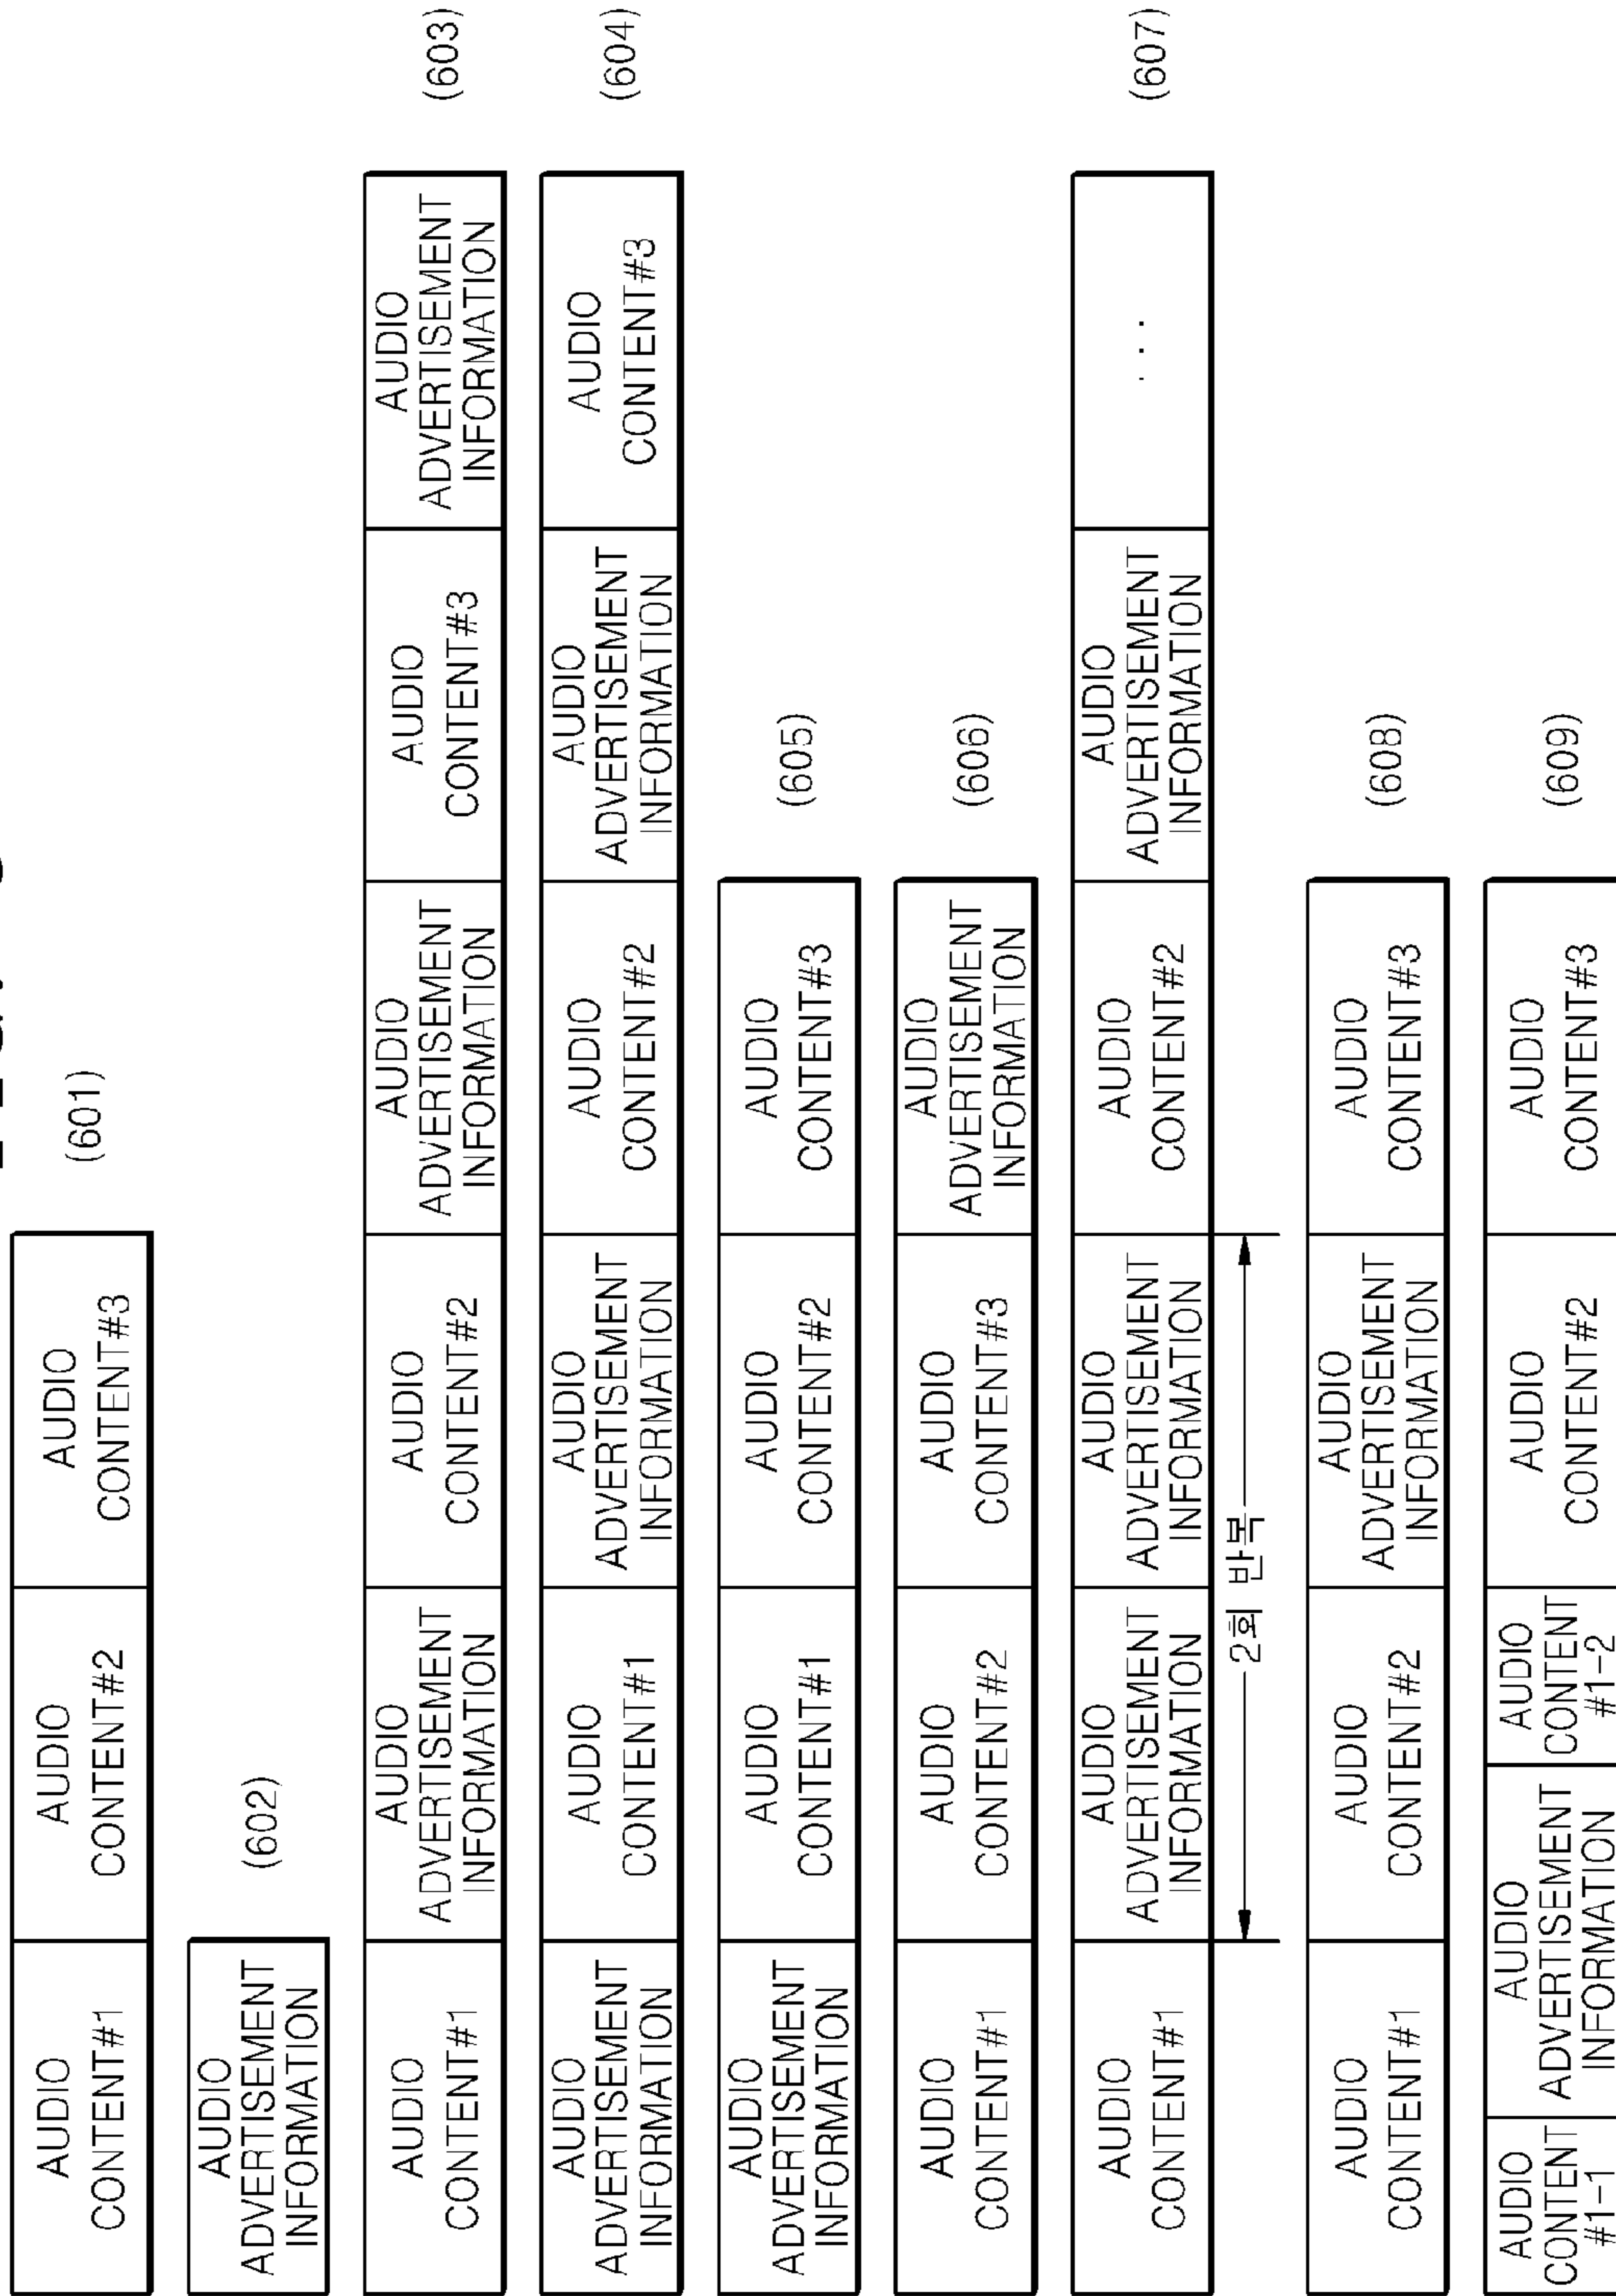 (601)
AUDIO
CONTENT#1
AUDIO
CONTENT#2
AUDIO
CONTENT#3
(602)
AUDIO
ADVERTISEMENT
INFORMATION
(603)
AUDIO
CONTENT#1
AUDIO
ADVERTISEMENT
INFORMATION
AUDIO
CONTENT#2
AUDIO
ADVERTISEMENT
INFORMATION
AUDIO
CONTENT#3
AUDIO
ADVERTISEMENT
INFORMATION
(604)
AUDIO
ADVERTISEMENT
INFORMATION
AUDIO
CONTENT#1
AUDIO
ADVERTISEMENT
INFORMATION
AUDIO
CONTENT#2
AUDIO
ADVERTISEMENT
INFORMATION
AUDIO
CONTENT#3
(605)
AUDIO
ADVERTISEMENT
INFORMATION
AUDIO
CONTENT#1
AUDIO
CONTENT#2
AUDIO
CONTENT#3
(606)
AUDIO
CONTENT#1
AUDIO
CONTENT#2
AUDIO
CONTENT#3
AUDIO
ADVERTISEMENT
INFORMATION
(607)
AUDIO
CONTENT#1
AUDIO
ADVERTISEMENT
INFORMATION
AUDIO
ADVERTISEMENT
INFORMATION
AUDIO
CONTENT#2
AUDIO
ADVERTISEMENT
INFORMATION
...
2회 반복
(608)
AUDIO
CONTENT#1
AUDIO
CONTENT#2
AUDIO
ADVERTISEMENT
INFORMATION
AUDIO
CONTENT#3
(609)
AUDIO
CONTENT
#1-1
AUDIO
ADVERTISEMENT
INFORMATION
AUDIO
CONTENT
#1-2
AUDIO
CONTENT#2
AUDIO
CONTENT#3